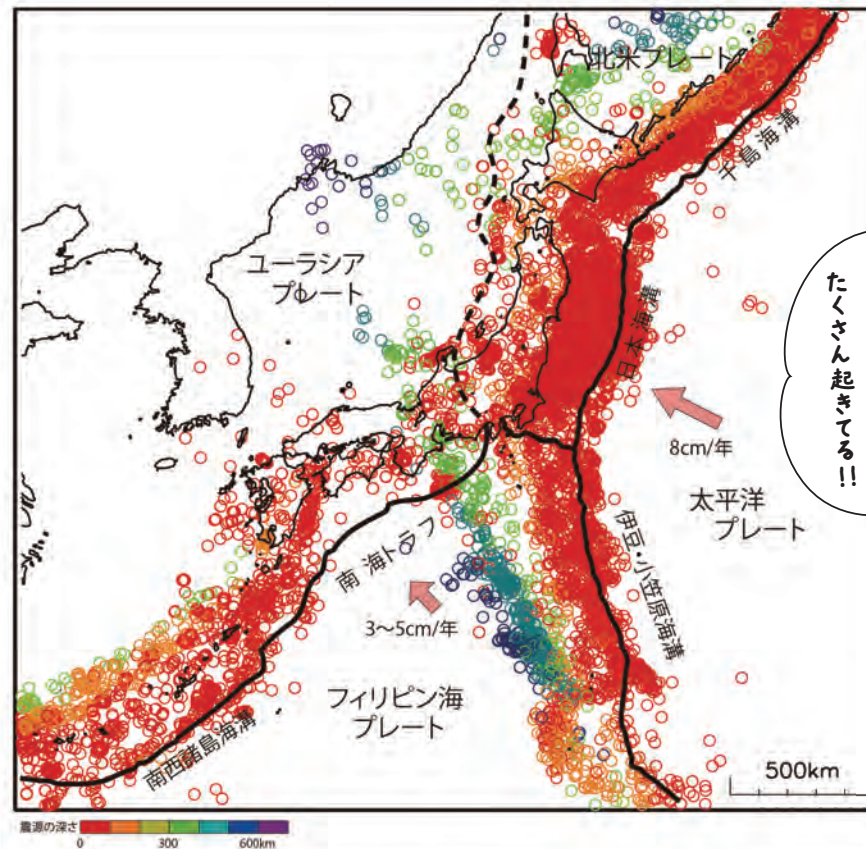 北米プレート
千島海溝
ユーラシア
プレート
日本海溝
たくさん起きてる!!
8cm/年
太平洋
プレート
南海トラフ
伊豆・小笠原海溝
3〜5cm/年
フィリピン海
プレート
南西諸島海溝
500km
震源の深さ
0 300 600km